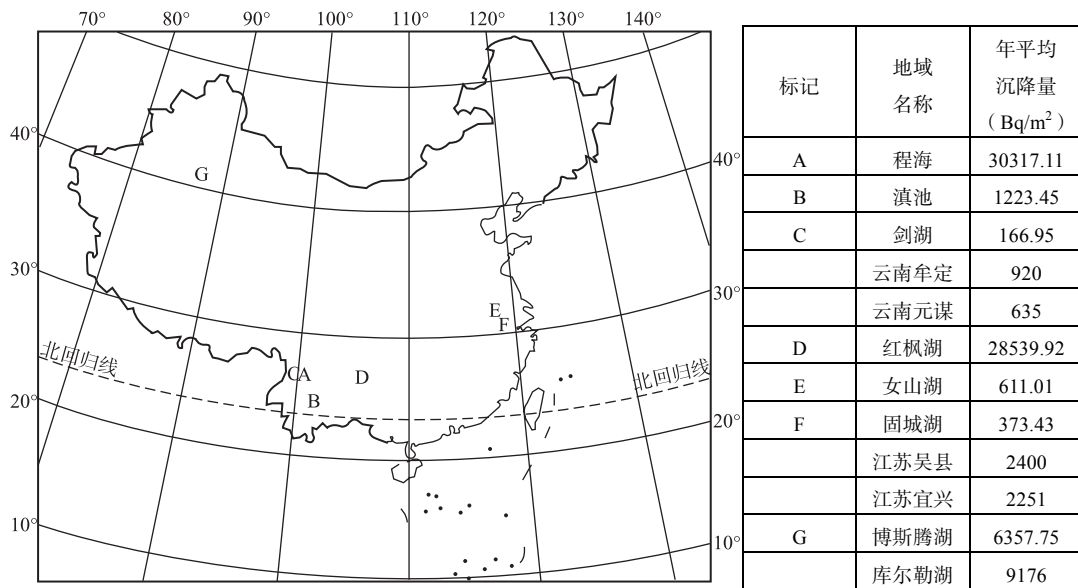 70° 80° 90° 100° 110° 120° 130° 140°
40°
30°
20°
10°
40°
30°
20°
10°
G
E
F
CA
D
B
北回归线
北回归线
标记 地域名称 年平均沉降量（Bq/m²）
A 程海 30317.11
B 滇池 1223.45
C 剑湖 166.95
云南牟定 920
云南元谋 635
D 红枫湖 28539.92
E 女山湖 611.01
F 固城湖 373.43
江苏吴县 2400
江苏宜兴 2251
G 博斯腾湖 6357.75
库尔勒湖 9176